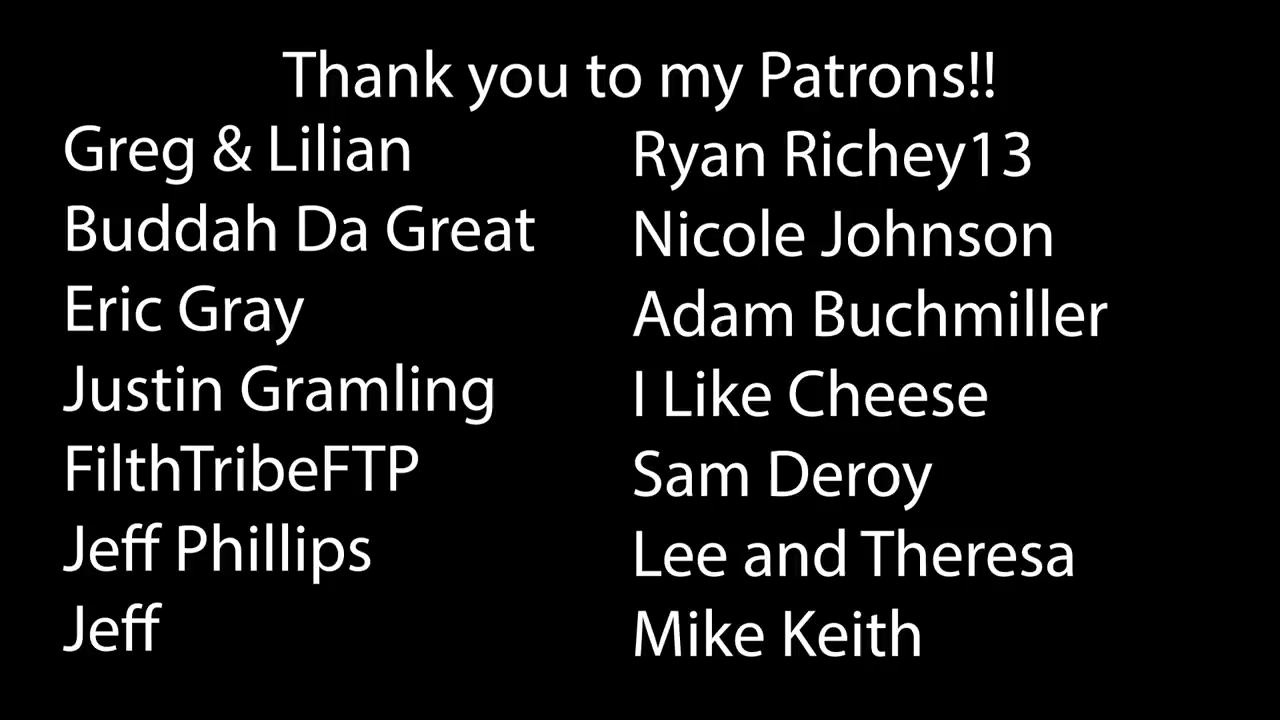 Thank you to my Patrons!!
Greg & Lilian
Buddah Da Great
Eric Gray
Justin Gramling
FilthTribeFTP
Jeff Phillips
Jeff
Ryan Richey13
Nicole Johnson
Adam Buchmiller
I Like Cheese
Sam Deroy
Lee and Theresa
Mike Keith